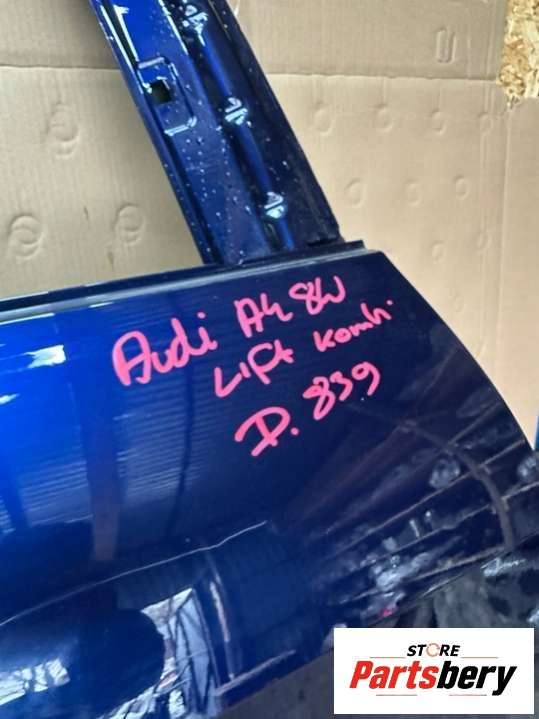 Audi A4 8W
Lift komb.
D. 839
STORE
Partsbery